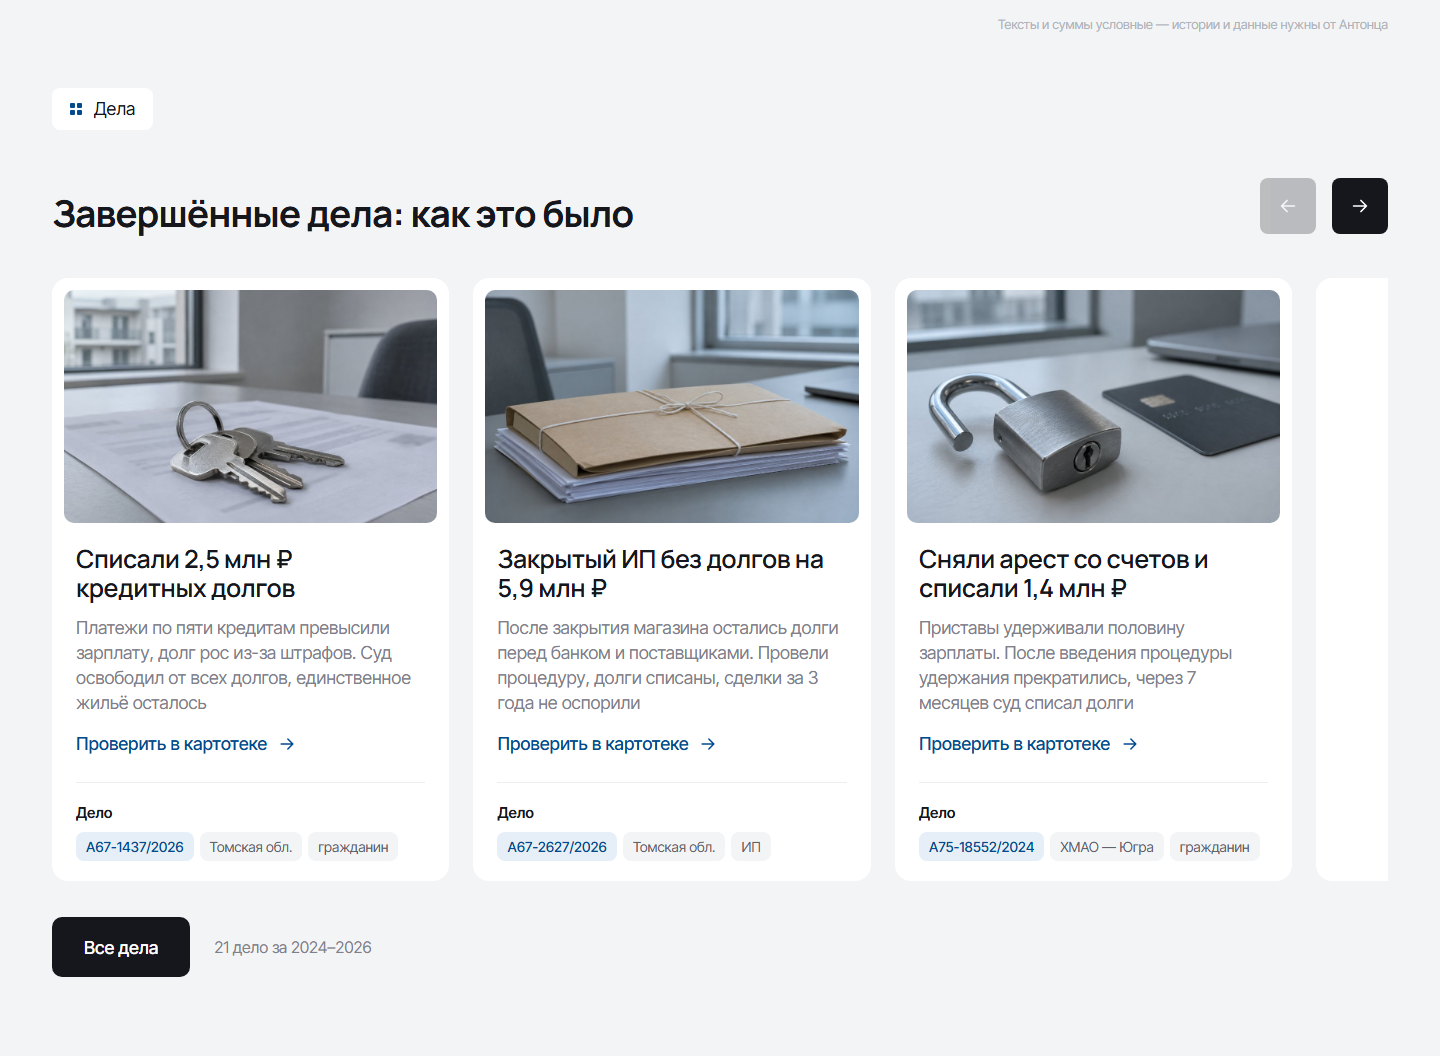 Тексты и суммы условные — истории и данные нужны от Антонца
Дела
Завершённые дела: как это было
Списали 2,5 млн ₽
кредитных долгов
Платежи по пяти кредитам превысили
зарплату, долг рос из-за штрафов. Суд
освободил от всех долгов, единственное
жильё осталось
Проверить в картотеке
Дело
А67-1437/2026
Томская обл.
гражданин
Закрытый ИП без долгов на
5,9 млн ₽
После закрытия магазина остались долги
перед банком и поставщиками. Провели
процедуру, долги списаны, сделки за 3
года не оспорили
Проверить в картотеке
Дело
А67-2627/2026
Томская обл.
ИП
Сняли арест со счетов и
списали 1,4 млн ₽
Приставы удерживали половину
зарплаты. После введения процедуры
удержания прекратились, через 7
месяцев суд списал долги
Проверить в картотеке
Дело
А75-18552/2024
ХМАО — Югра
гражданин
Все дела
21 дело за 2024–2026